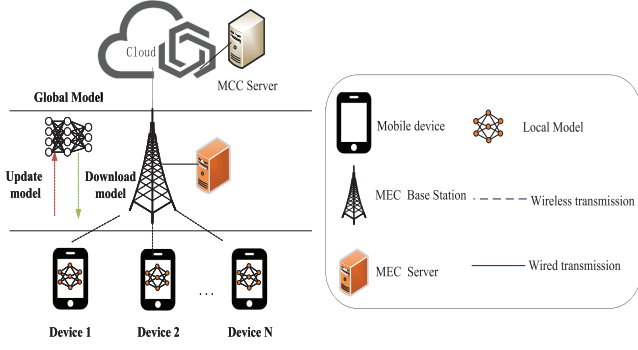 Cloud
MCC Server
Global Model
Update
model
Download
model
Device 1
Device 2
...
Device N
Mobile device
Local Model
MEC Base Station
Wireless transmission
MEC Server
Wired transmission